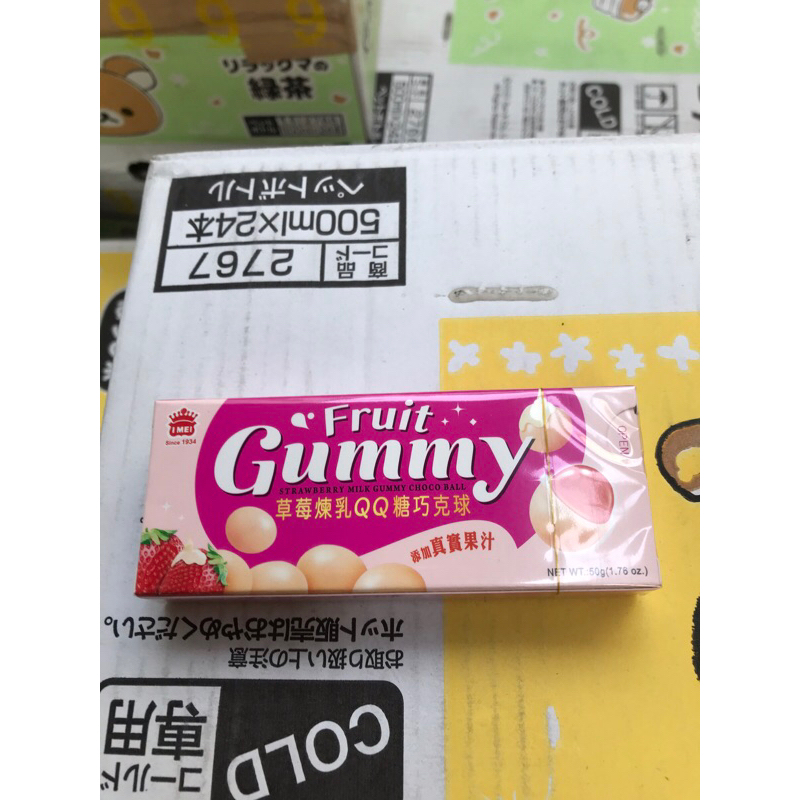 リラックマの
緑茶
COLD
ペットボトル
500ml×24本
商品コード 2767
I MEI
Since 1934
Fruit
Gummy
STRAWBERRY MILK GUMMY CHOCO BALL
草莓煉乳QQ糖巧克球
添加真實果汁
OPEN
NET WT. 50g(1.76 oz.)
お取り扱い上の注意
ホット販売はおやめください。
COLD
コールド
専用